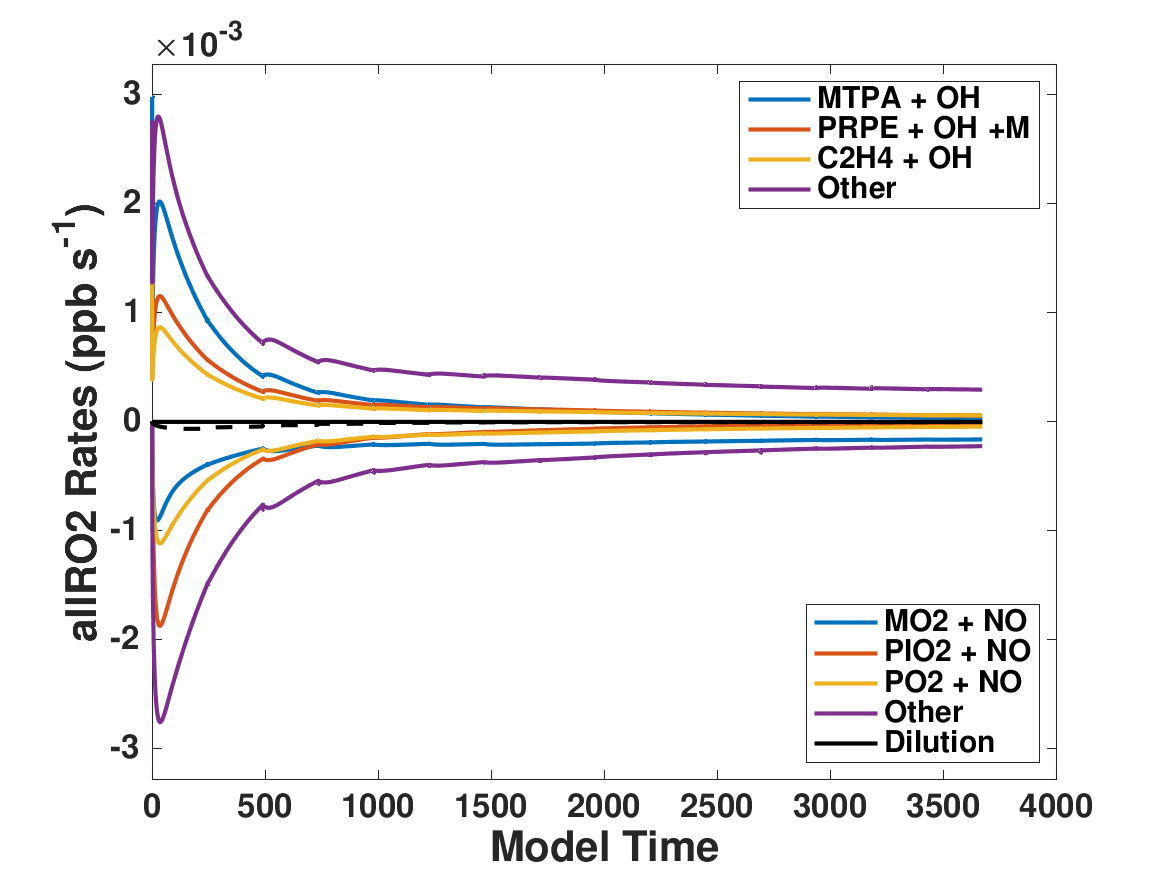 ×10-3
3
2
1
0
-1
-2
-3
allRO2 Rates (ppb s-1)
MTPA + OH
PRPE + OH +M
C2H4 + OH
Other
MO2 + NO
PIO2 + NO
PO2 + NO
Other
Dilution
0 500 1000 1500 2000 2500 3000 3500 4000
Model Time